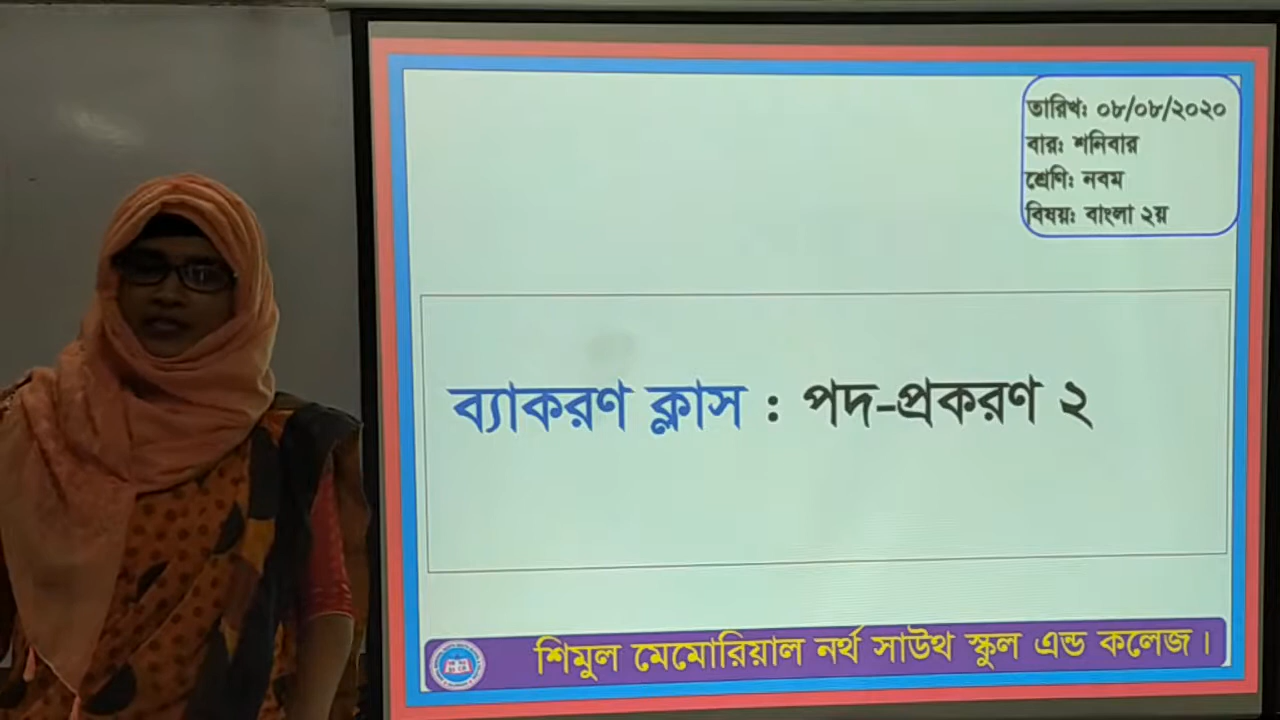 তারিখঃ ০৮/০৮/২০২০
বারঃ শনিবার
শ্রেণিঃ নবম
বিষয়ঃ বাংলা ২য়
ব্যাকরণ ক্লাস : পদ-প্রকরণ ২
শিমুল মেমোরিয়াল নর্থ সাউথ স্কুল এন্ড কলেজ।